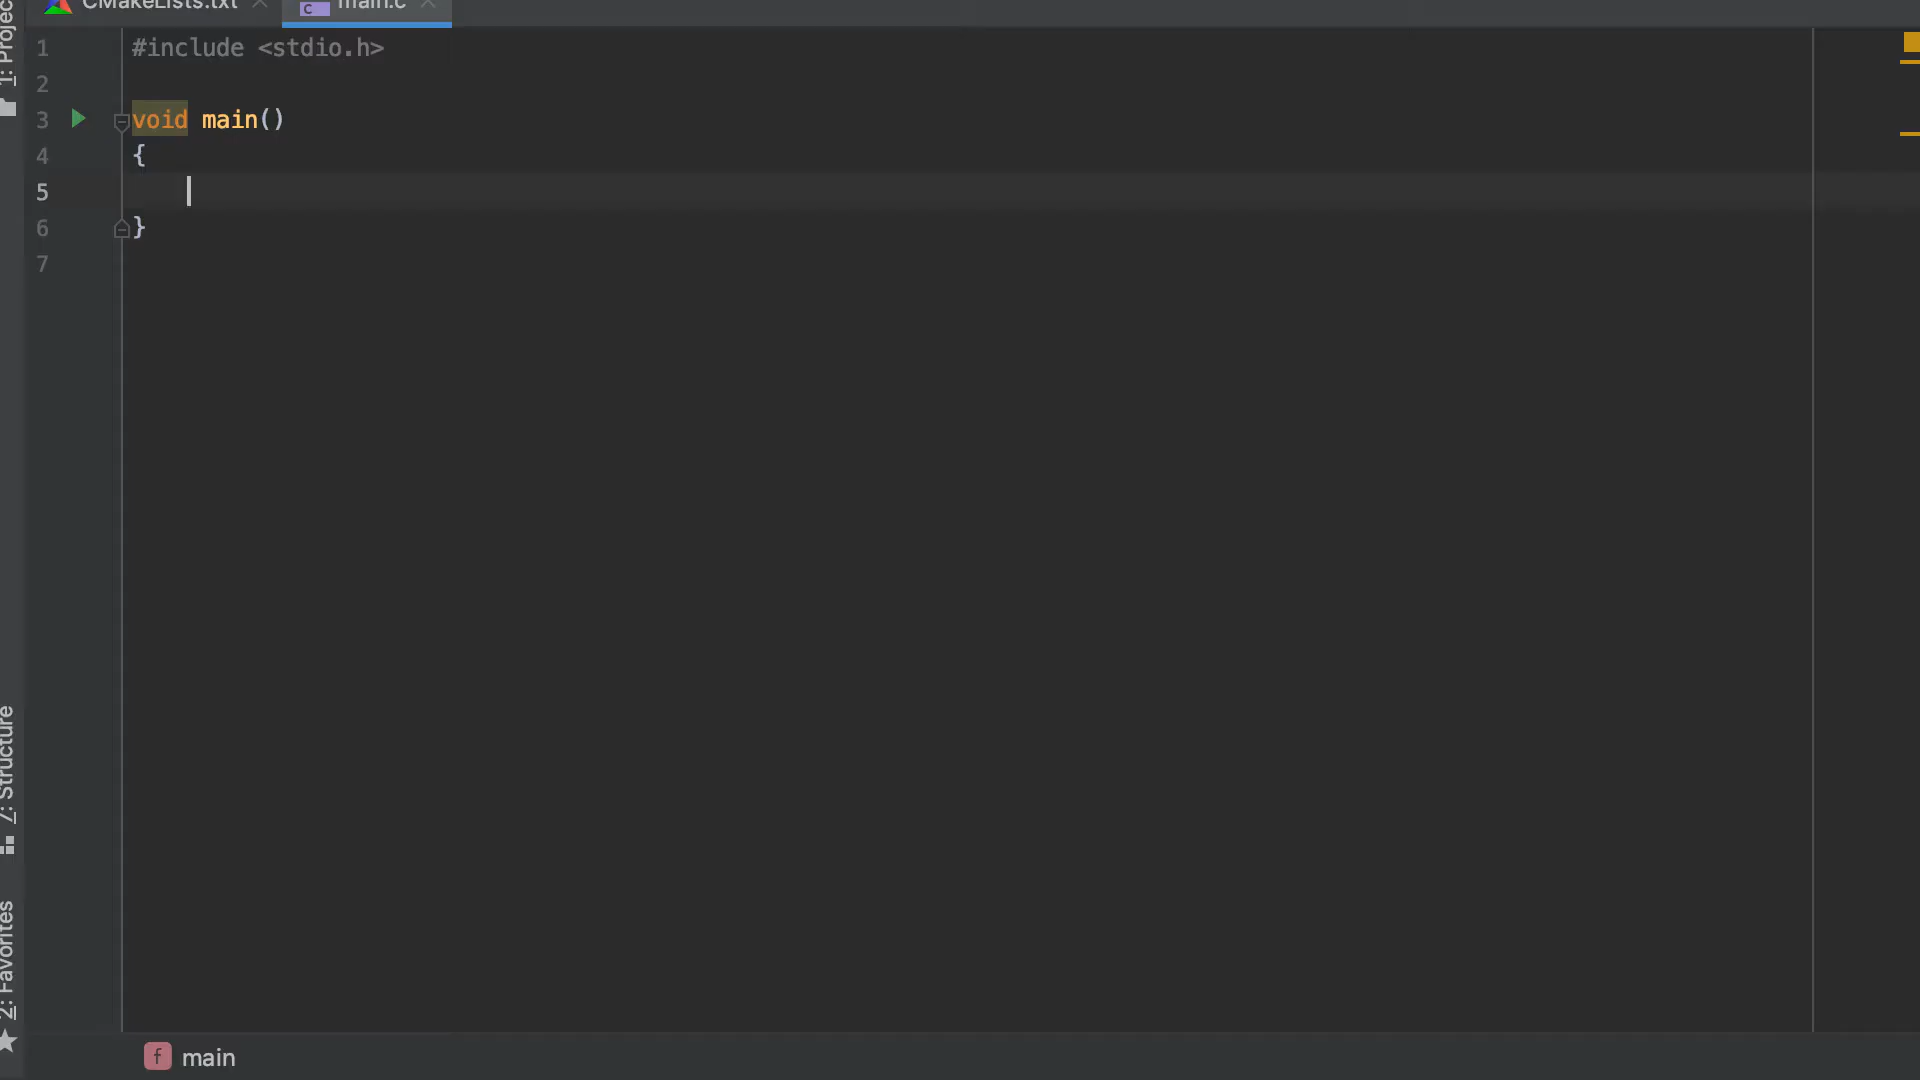 CMakeLists.txt
main.c
1: Projec
1 #include <stdio.h>
2
3 void main()
4 {
5
6 }
7
7: Structure
2: Favorites
f main